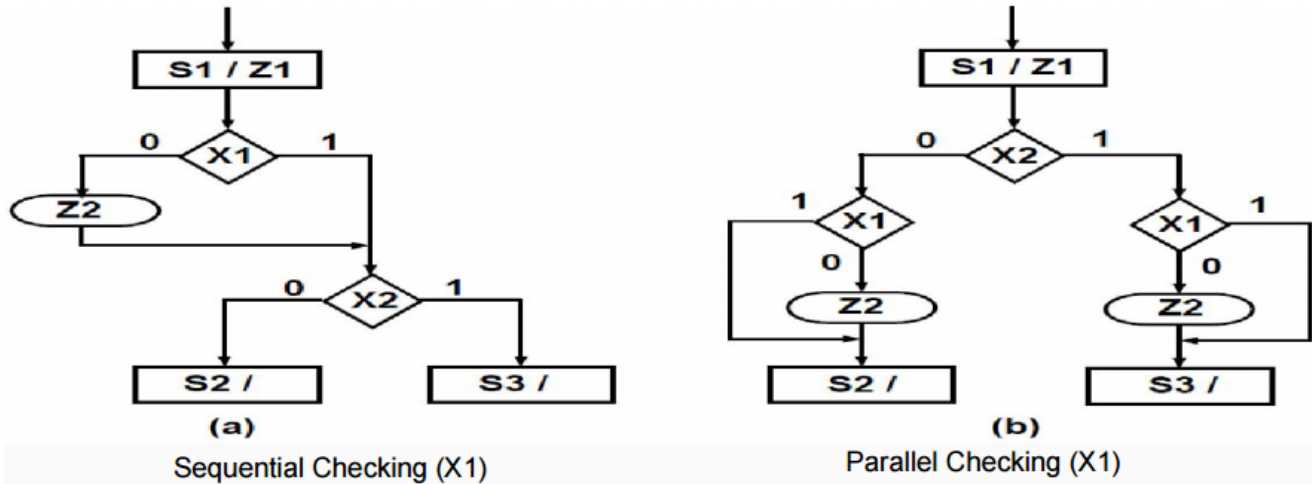 S1 / Z1
0
X1
1
Z2
0
X2
1
S2 /
S3 /
(a)
Sequential Checking (X1)
S1 / Z1
0
X2
1
1
X1
0
Z2
S2 /
X1
1
0
Z2
S3 /
(b)
Parallel Checking (X1)